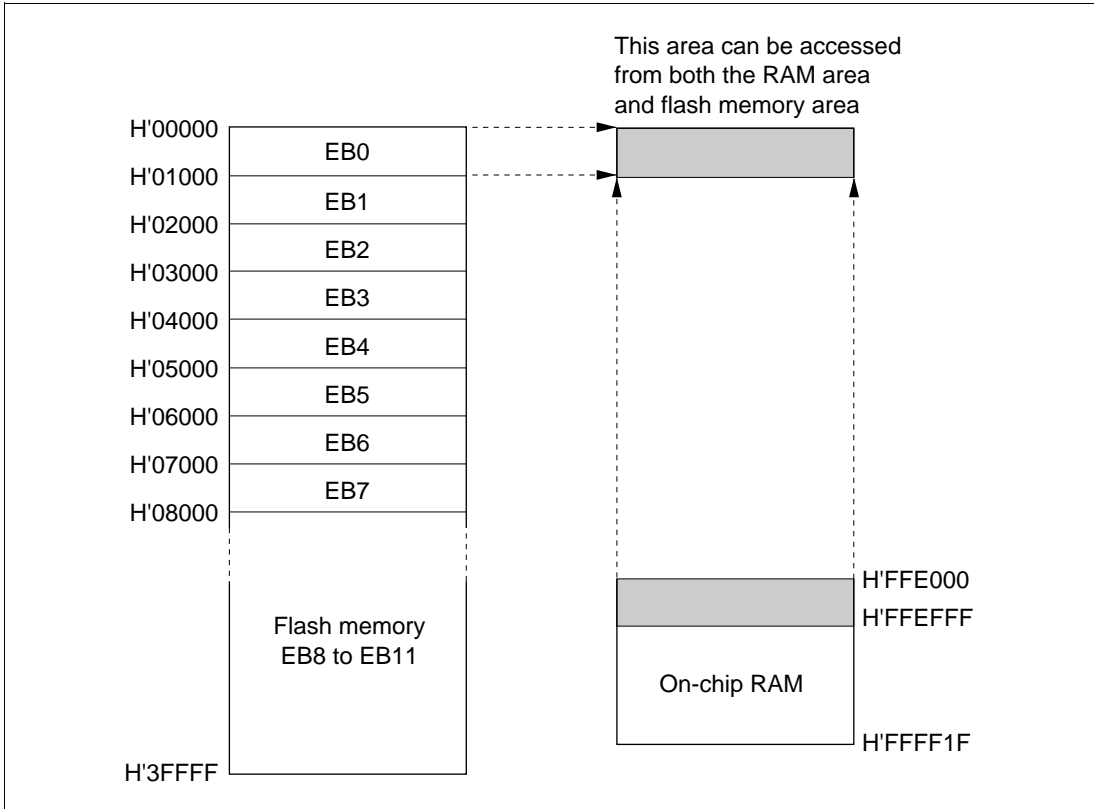 This area can be accessed
from both the RAM area
and flash memory area
H'00000
EB0
H'01000
EB1
H'02000
EB2
H'03000
EB3
H'04000
EB4
H'05000
EB5
H'06000
EB6
H'07000
EB7
H'08000
Flash memory
EB8 to EB11
H'3FFFF
H'FFE000
H'FFEFFF
On-chip RAM
H'FFFF1F